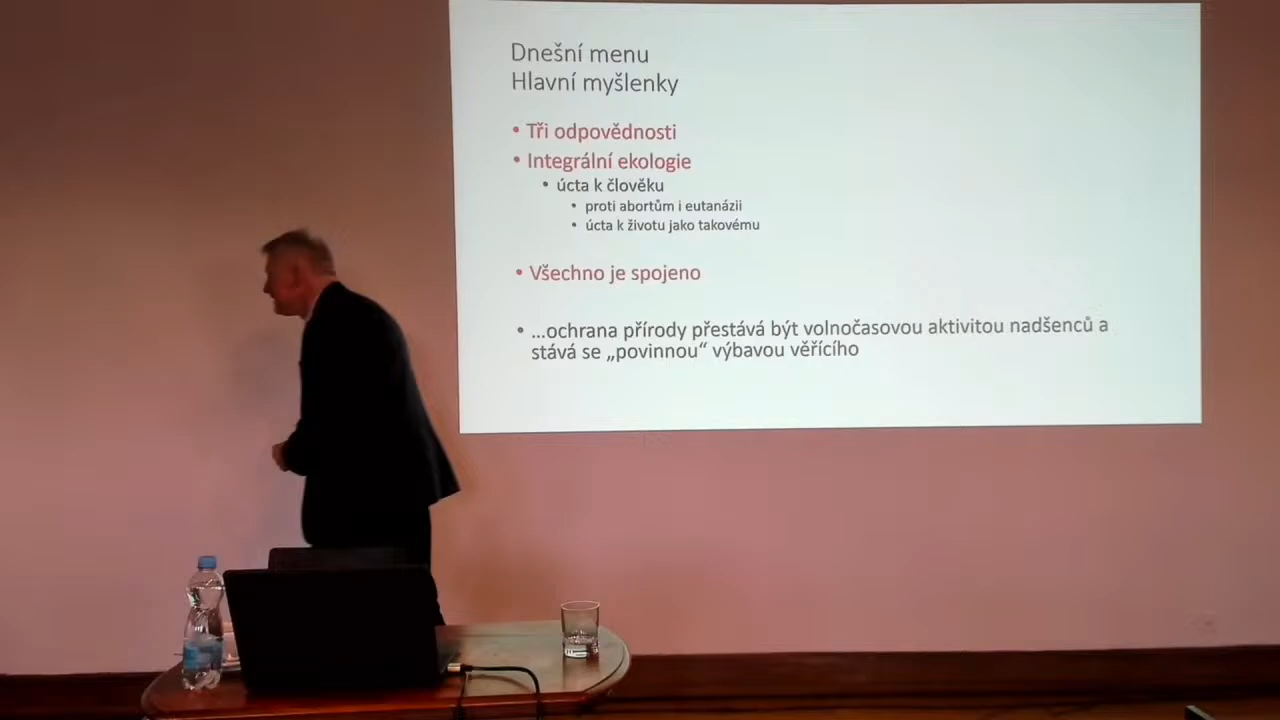 Dnešní menu
Hlavní myšlenky
• Tři odpovědnosti
• Integrální ekologie
• úcta k člověku
• proti abortům i eutanázii
• úcta k životu jako takovému
• Všechno je spojeno
• ...ochrana přírody přestává být volnočasovou aktivitou nadšenců a
stává se „povinnou“ výbavou věřícího